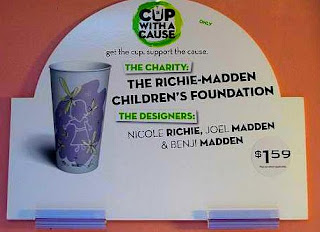 CUP
WITH A
CAUSE
ONLY
get the cup. support the cause.
THE CHARITY:
THE RICHIE-MADDEN
CHILDREN'S FOUNDATION
THE DESIGNERS:
NICOLE RICHIE, JOEL MADDEN
& BENJI MADDEN
$1.59